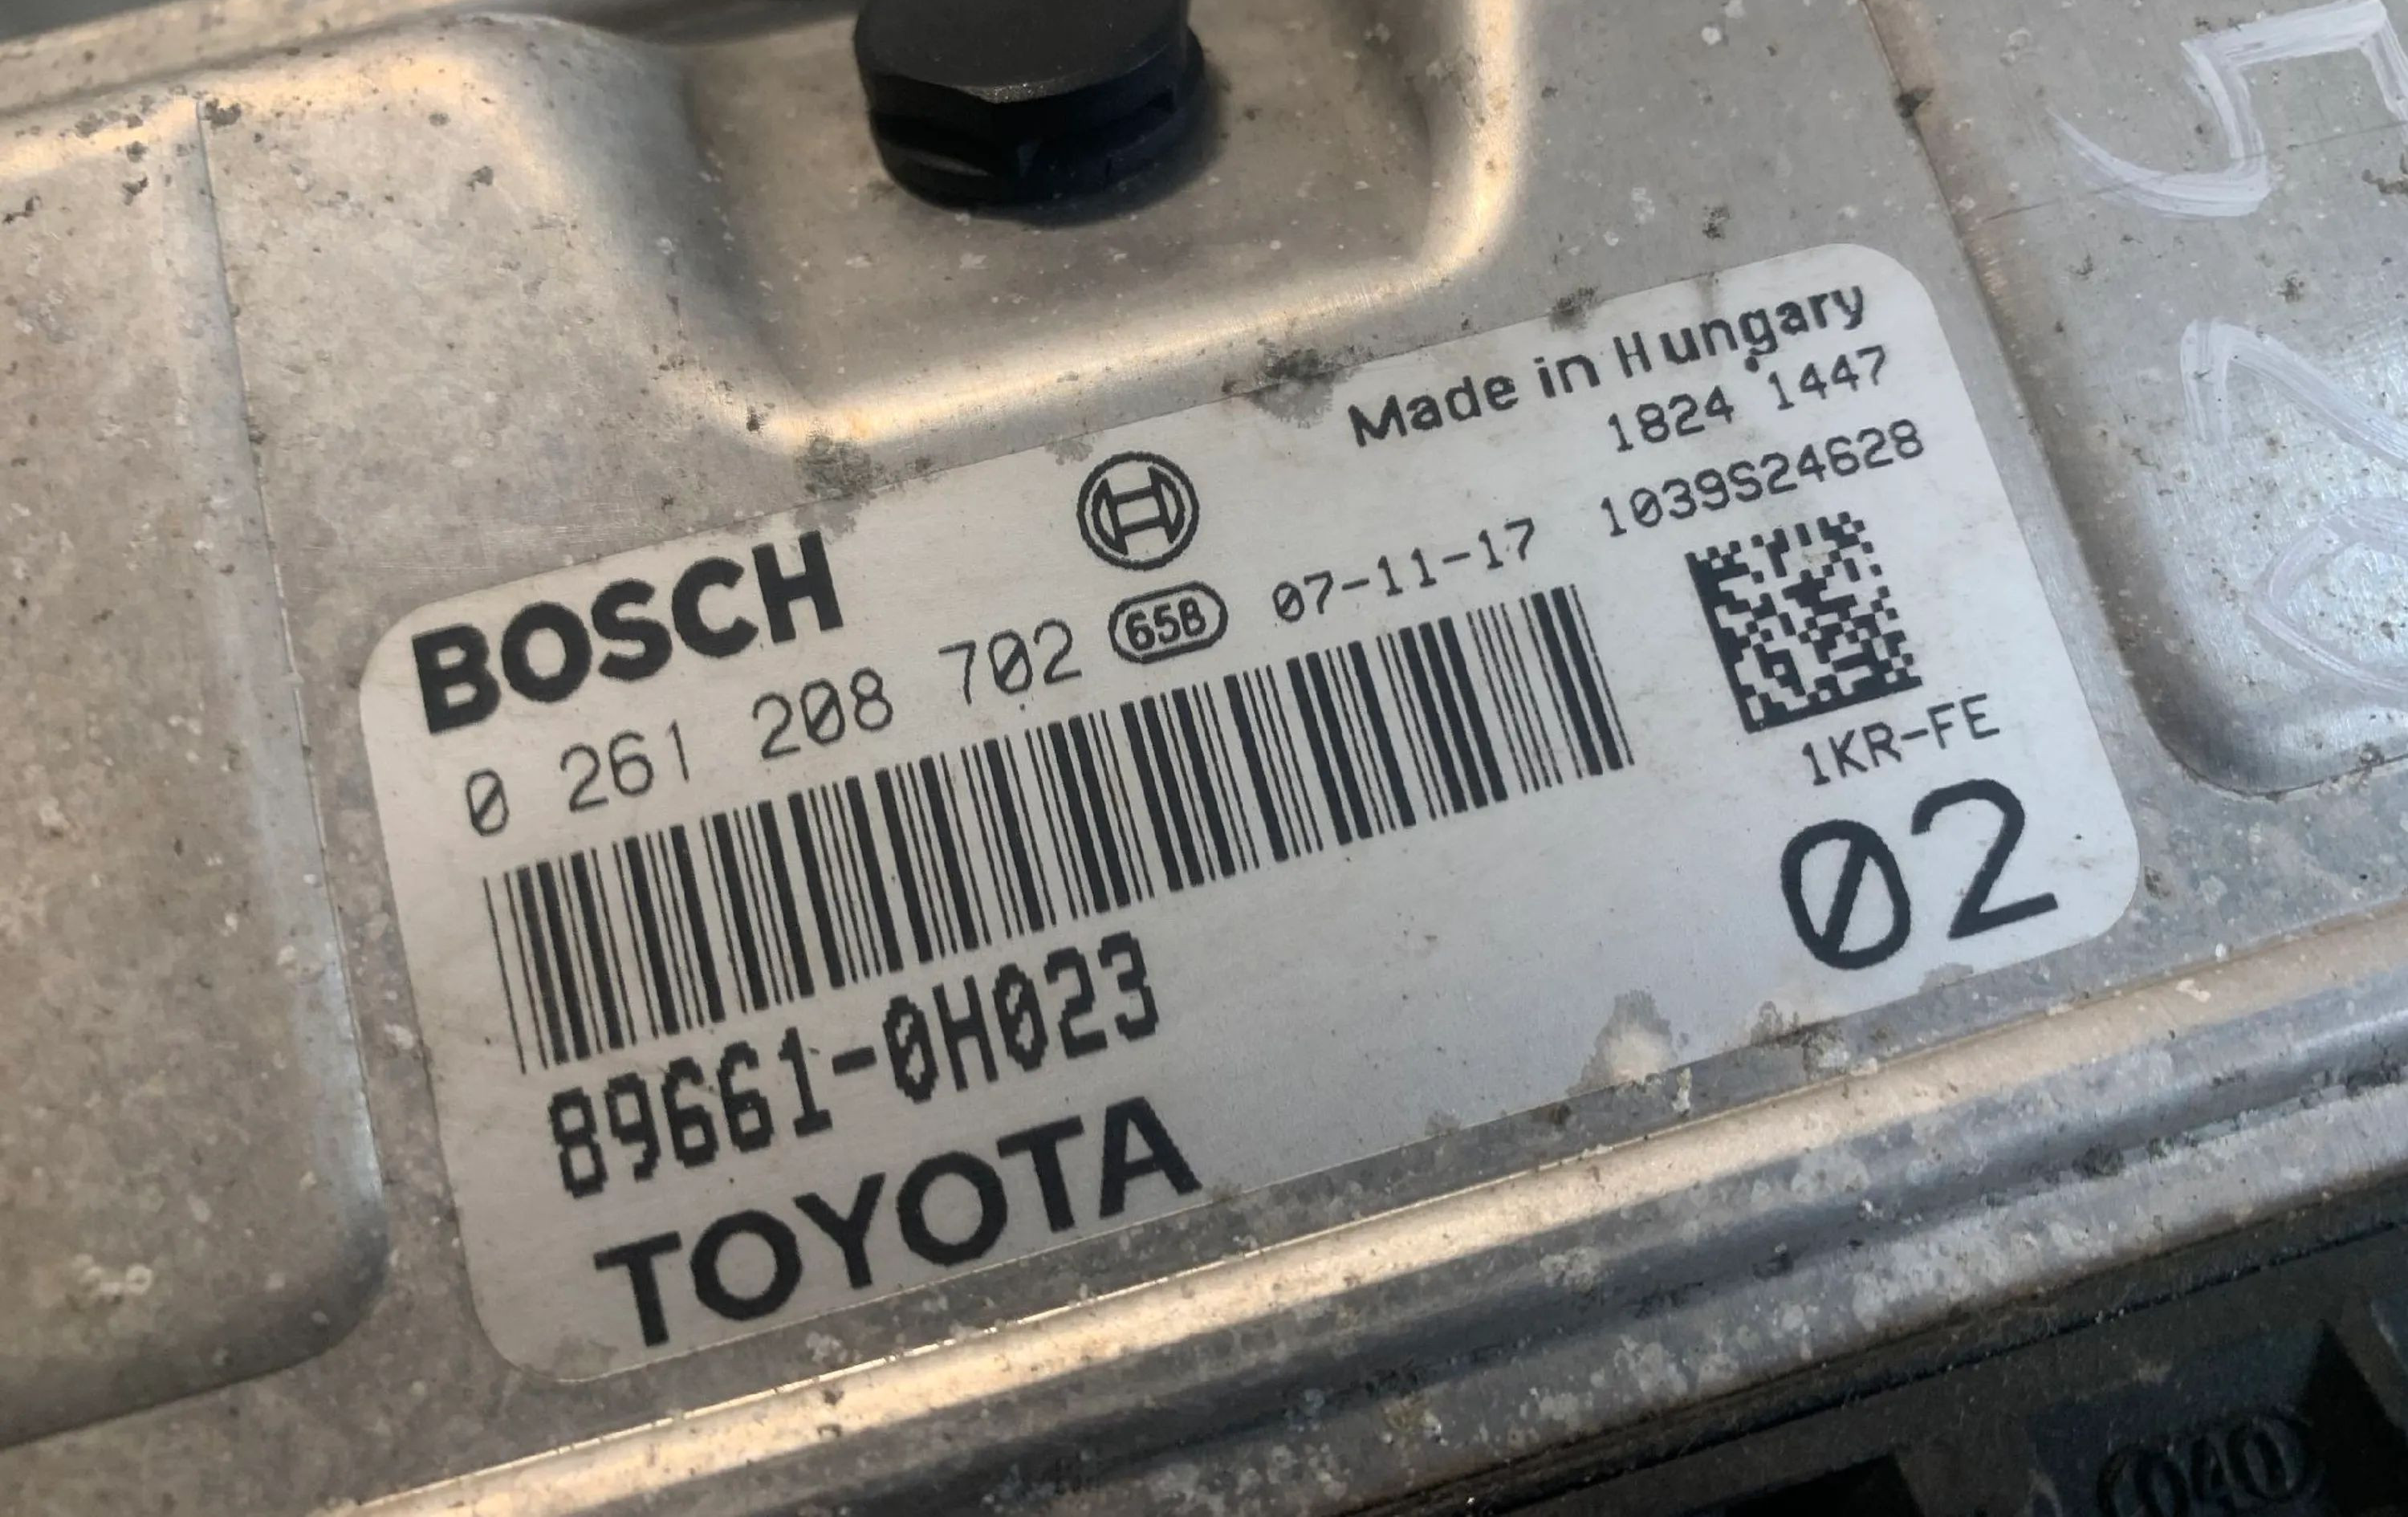 Made in Hungary
1824 1447
1039S24628
BOSCH
0 261 208 702 658 07-11-17
1KR-FE
02
89661-0H023
TOYOTA